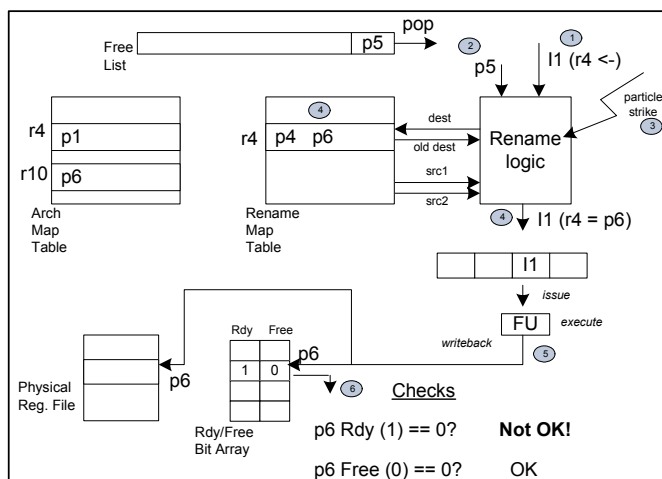 pop
Free
List
p5
2
1
p5
I1 (r4 <-)
particle
strike
3
r4
p1
r10
p6
Arch
Map
Table
4
r4
p4 p6
Rename
Map
Table
dest
old dest
src1
src2
Rename
logic
4
I1 (r4 = p6)
I1
issue
FU
execute
writeback
5
Physical
Reg. File
p6
Rdy
Free
1
0
p6
6
Rdy/Free
Bit Array
Checks
p6 Rdy (1) == 0? Not OK!
p6 Free (0) == 0? OK